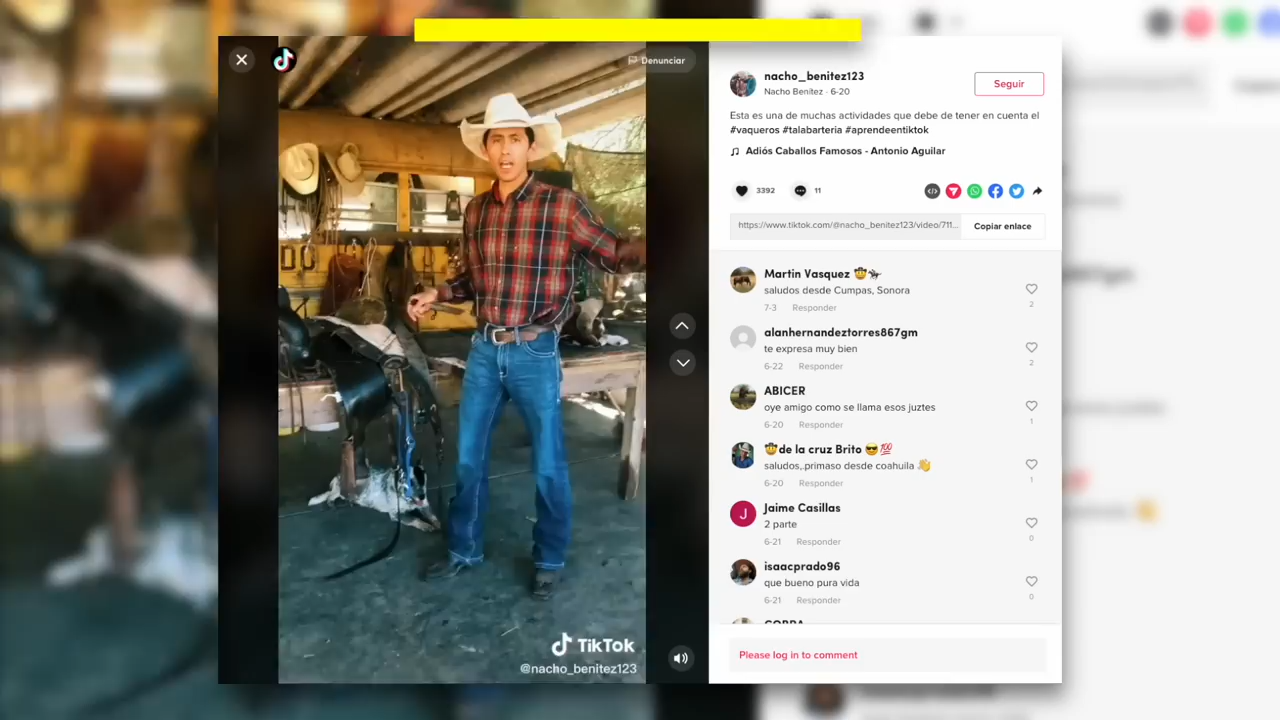 Denunciar
TikTok
@nacho_benitez123
nacho_benitez123
Nacho Benítez · 6-20
Seguir
Esta es una de muchas actividades que debe de tener en cuenta el
#vaqueros #talabarteria #aprendeentiktok
Adiós Caballos Famosos - Antonio Aguilar
3392
11
https://www.tiktok.com/@nacho_benitez123/video/711...
Copiar enlace
Martin Vasquez 🤠🏇
saludos desde Cumpas, Sonora
2
7-3 Responder
alanhernandeztorres867gm
te expresa muy bien
2
6-22 Responder
ABICER
oye amigo como se llama esos juztes
1
6-20 Responder
🤠de la cruz Brito 😎💯
saludos,.primaso desde coahuila 👋
1
6-20 Responder
J
Jaime Casillas
2 parte
0
6-21 Responder
isaacprado96
que bueno pura vida
0
6-21 Responder
Please log in to comment